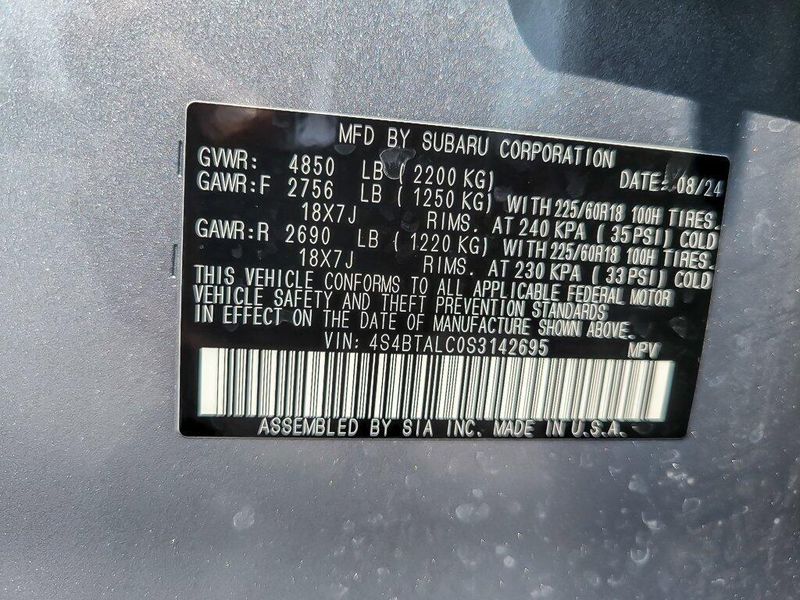 MFD BY SUBARU CORPORATION
GVWR: 4850 LB ( 2200 KG) DATE: 08/24
GAWR:F 2756 LB ( 1250 KG) WITH 225/60R18 100H TIRES.
18X7J RIMS. AT 240 KPA ( 35 PSI) COLD
GAWR:R 2690 LB ( 1220 KG) WITH 225/60R18 100H TIRES.
18X7J RIMS. AT 230 KPA ( 33 PSI) COLD
THIS VEHICLE CONFORMS TO ALL APPLICABLE FEDERAL MOTOR
VEHICLE SAFETY AND THEFT PREVENTION STANDARDS
IN EFFECT ON THE DATE OF MANUFACTURE SHOWN ABOVE.
VIN: 4S4BTALC0S3142695 MPV
ASSEMBLED BY SIA INC. MADE IN U.S.A.